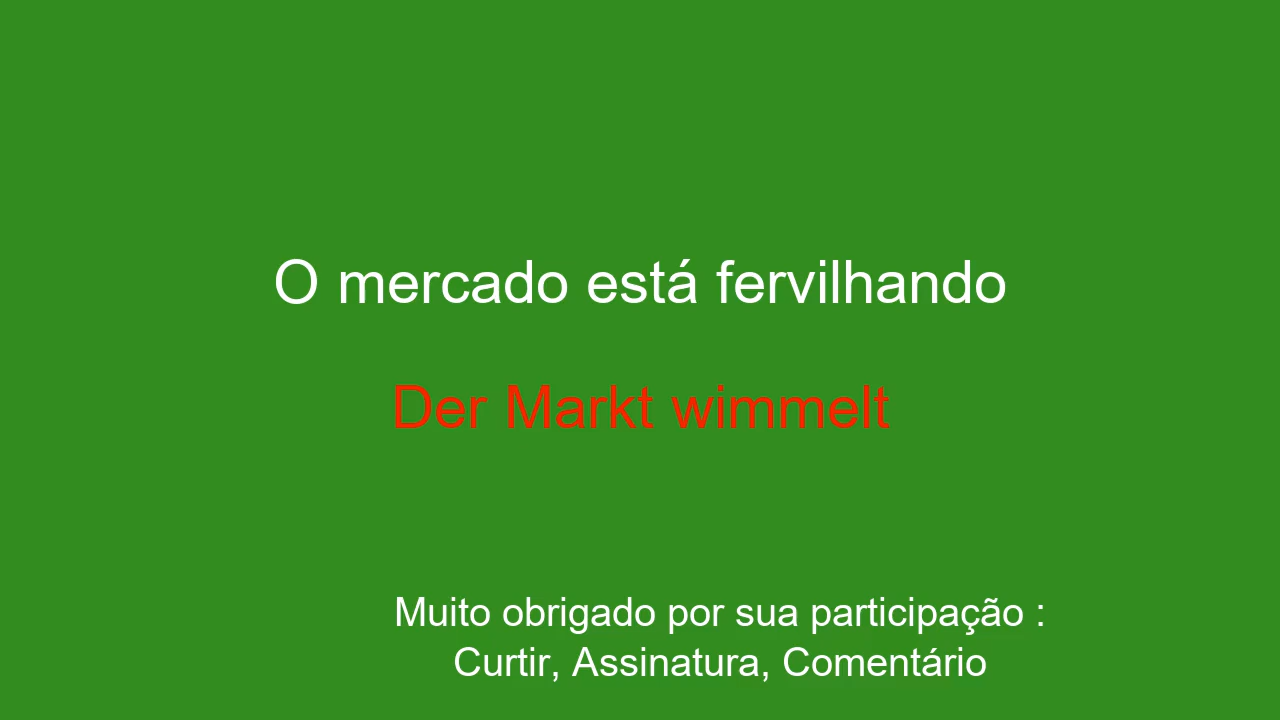 O mercado está fervilhando
Der Markt wimmelt
Muito obrigado por sua participação :
Curtir, Assinatura, Comentário